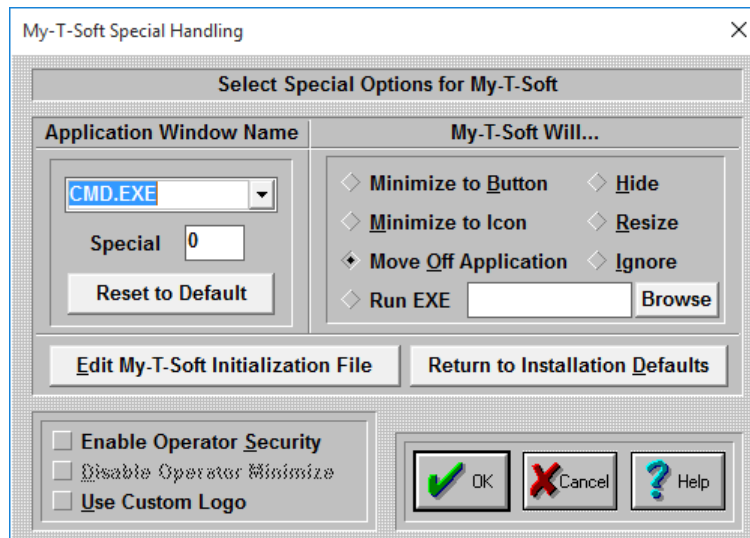 My-T-Soft Special Handling
Select Special Options for My-T-Soft
Application Window Name
My-T-Soft Will...
CMD.EXE
Special 0
Reset to Default
Minimize to Button
Hide
Minimize to Icon
Resize
Move Off Application
Ignore
Run EXE
Browse
Edit My-T-Soft Initialization File
Return to Installation Defaults
Enable Operator Security
Disable Operator Minimize
Use Custom Logo
OK
Cancel
Help